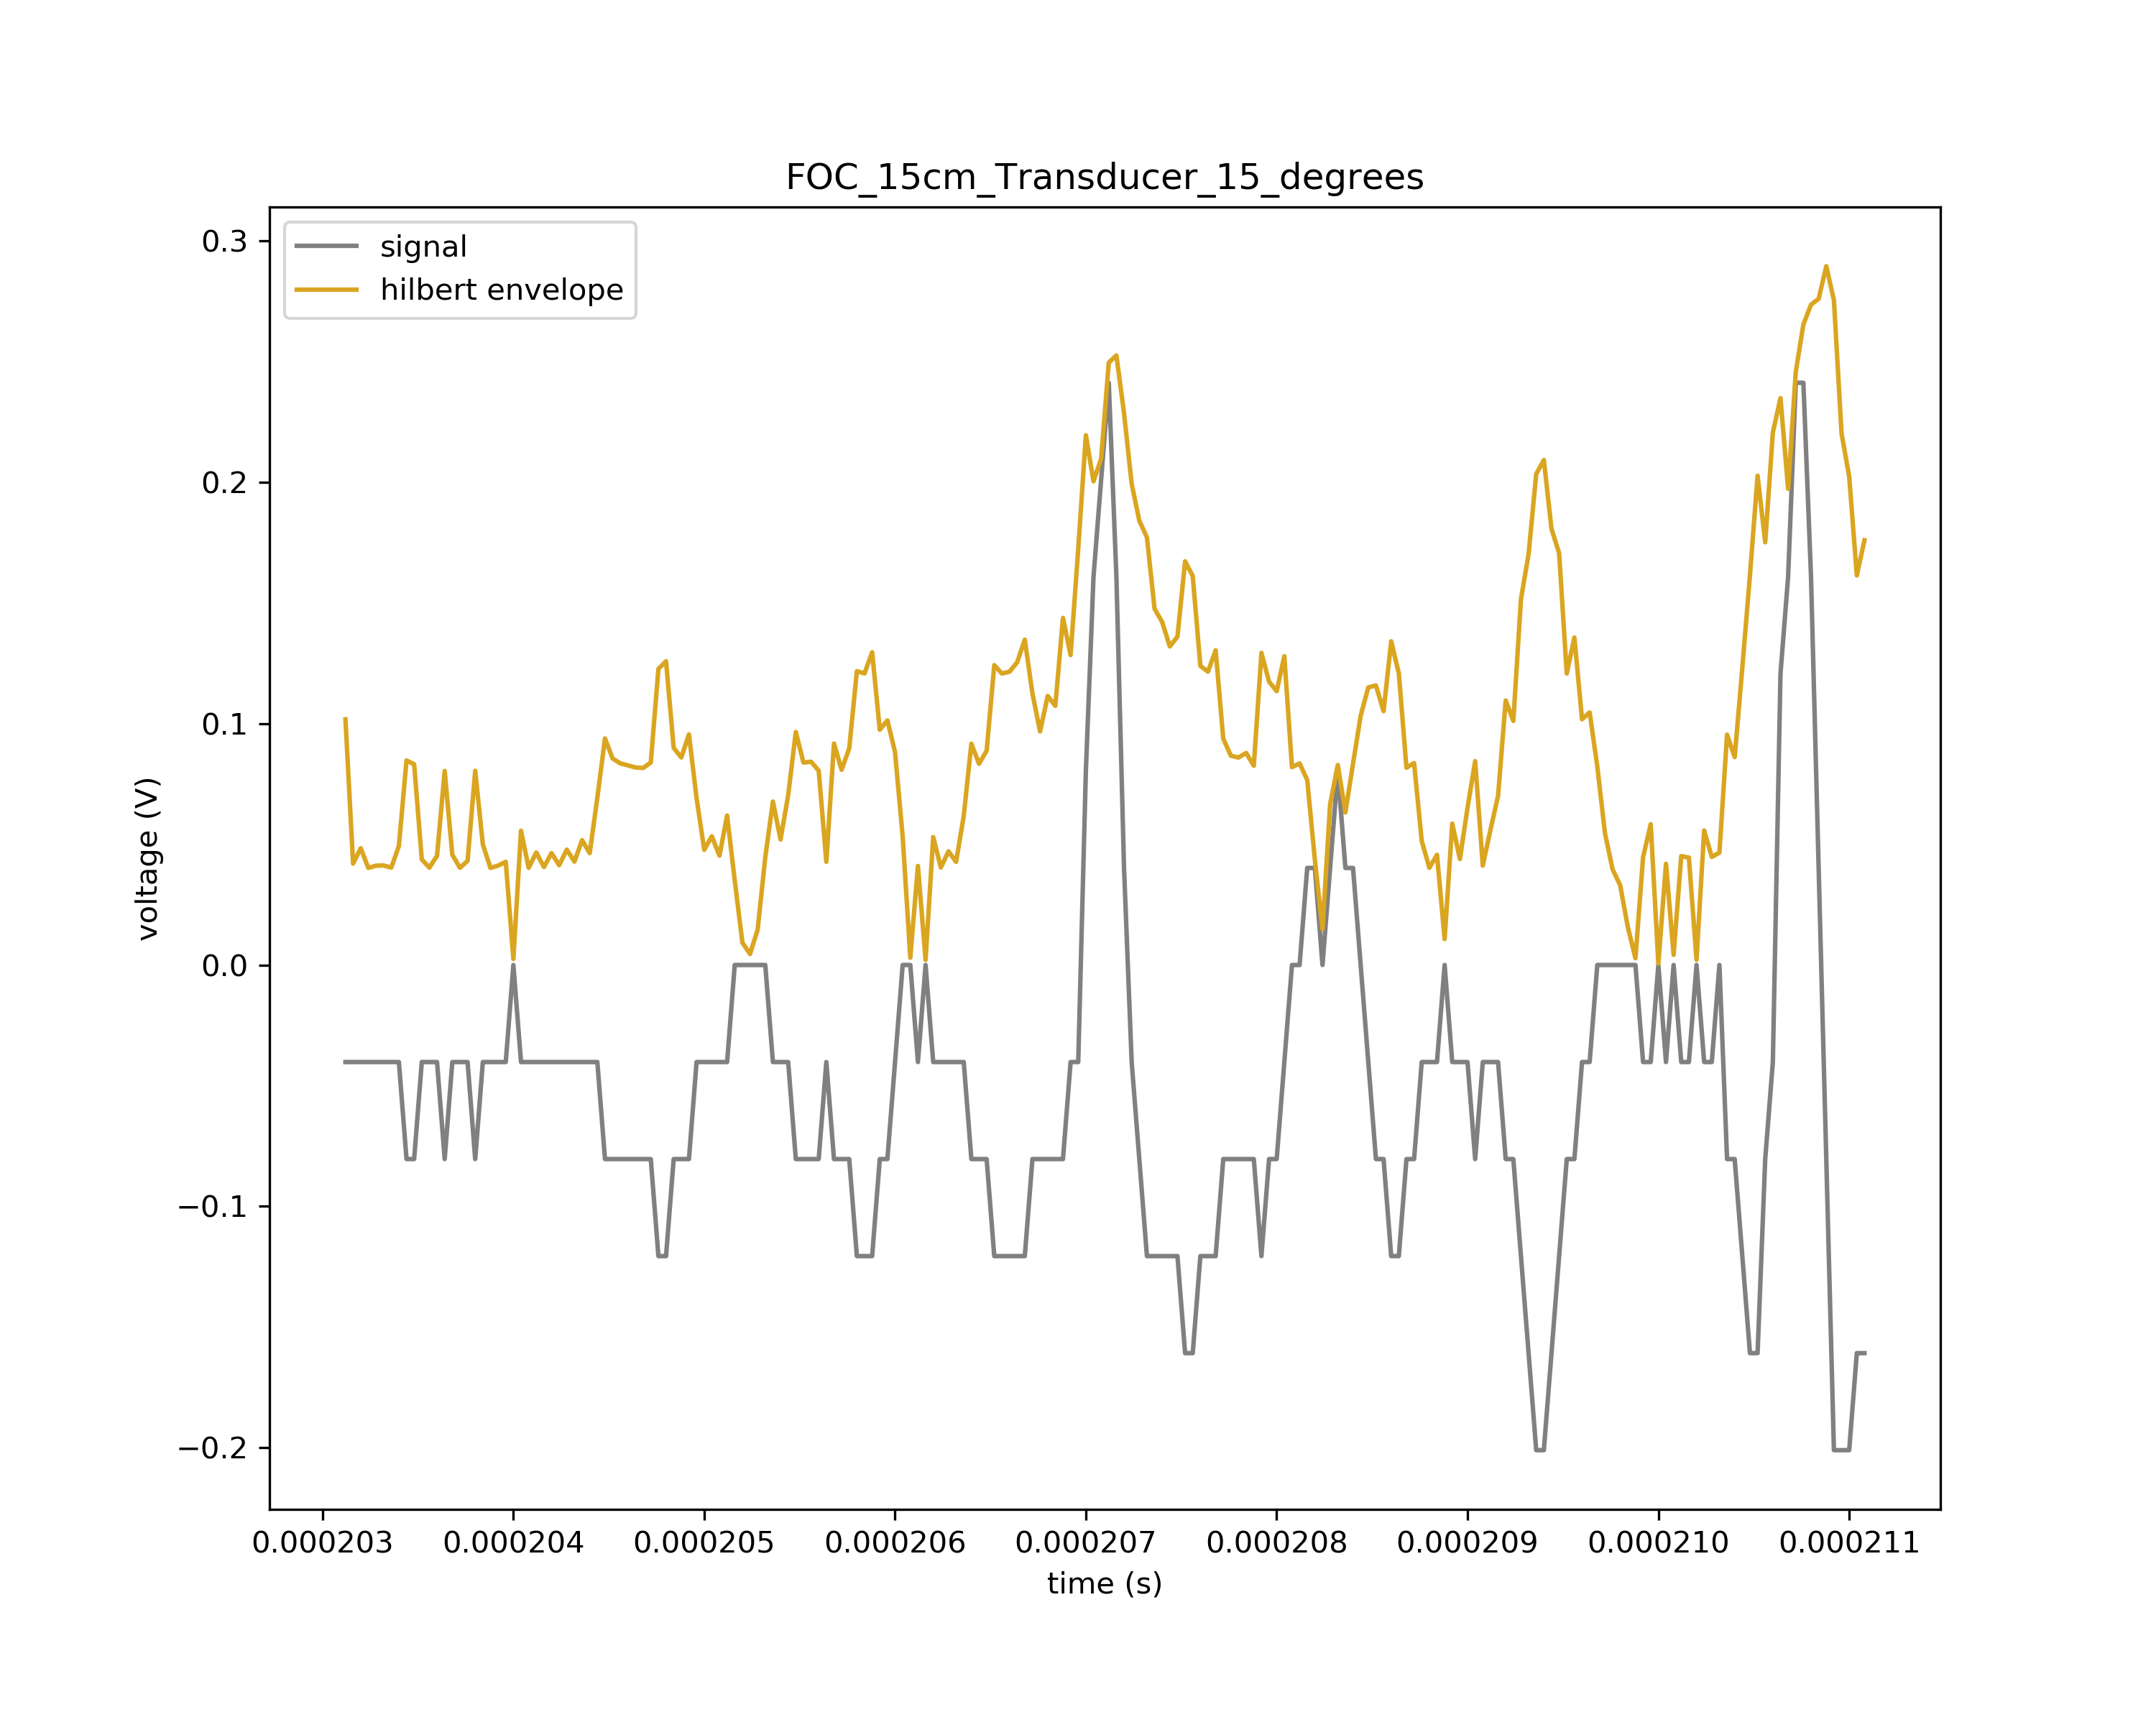 FOC_15cm_Transducer_15_degrees
signal
hilbert envelope
voltage (V)
0.3
0.2
0.1
0.0
−0.1
−0.2
0.000203 0.000204 0.000205 0.000206 0.000207 0.000208 0.000209 0.000210 0.000211
time (s)